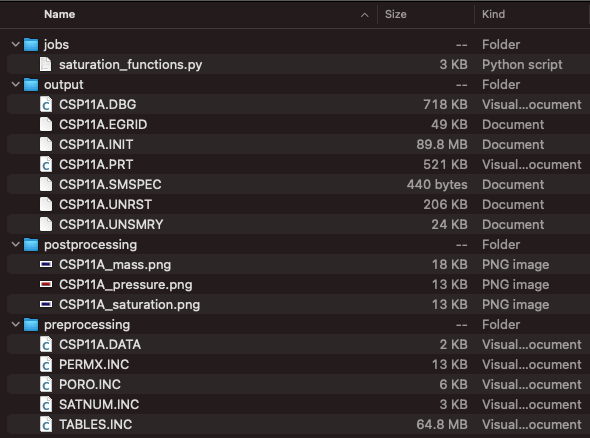 Name Size Kind
jobs -- Folder
saturation_functions.py 3 KB Python script
output -- Folder
CSP11A.DBG 718 KB Visual...ocument
CSP11A.EGRID 49 KB Document
CSP11A.INIT 89.8 MB Document
CSP11A.PRT 521 KB Visual...ocument
CSP11A.SMSPEC 440 bytes Document
CSP11A.UNRST 206 KB Document
CSP11A.UNSMRY 24 KB Document
postprocessing -- Folder
CSP11A_mass.png 18 KB PNG image
CSP11A_pressure.png 13 KB PNG image
CSP11A_saturation.png 13 KB PNG image
preprocessing -- Folder
CSP11A.DATA 2 KB Visual...ocument
PERMX.INC 13 KB Visual...ocument
PORO.INC 6 KB Visual...ocument
SATNUM.INC 3 KB Visual...ocument
TABLES.INC 64.8 MB Visual...ocument